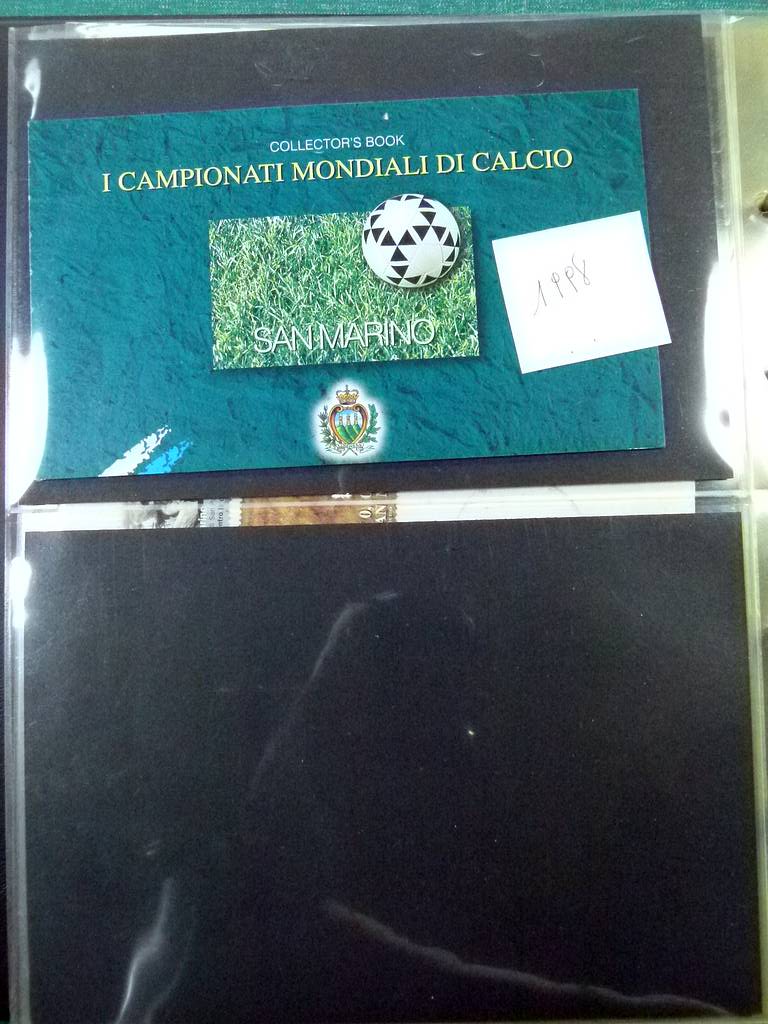 COLLECTOR'S BOOK
I CAMPIONATI MONDIALI DI CALCIO
SAN MARINO
1998